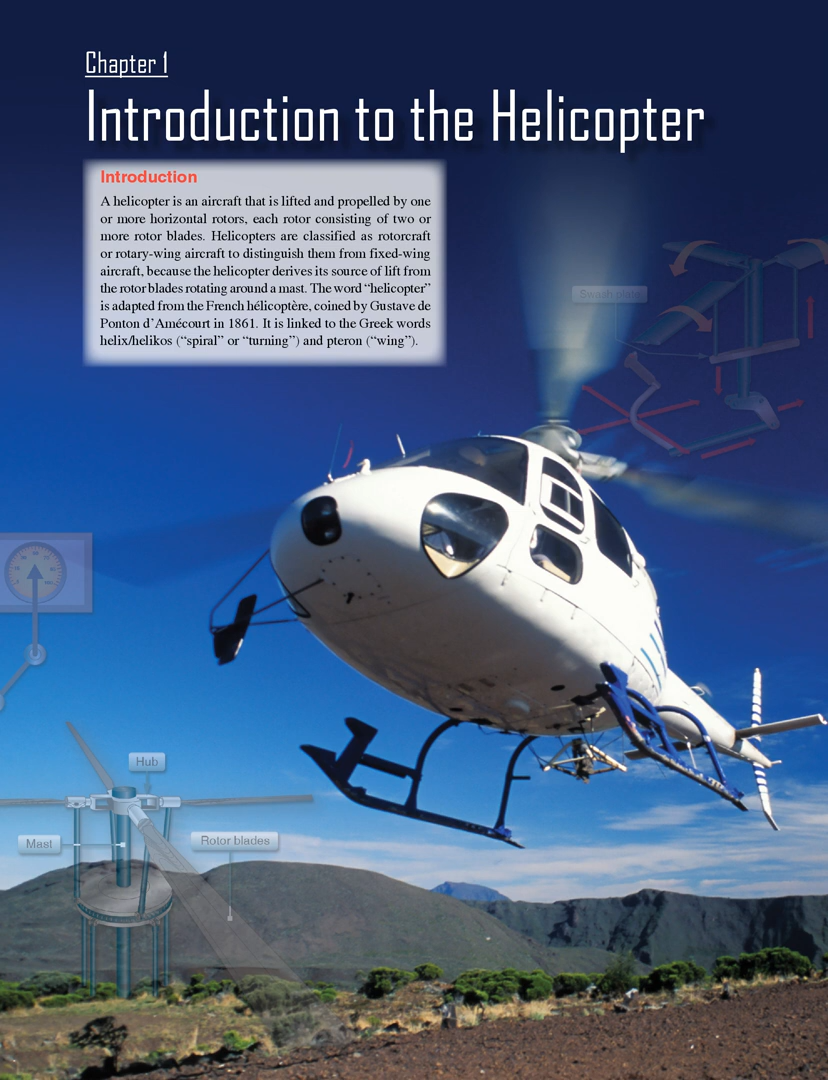 Chapter 1
Introduction to the Helicopter
Introduction
A helicopter is an aircraft that is lifted and propelled by one
or more horizontal rotors, each rotor consisting of two or
more rotor blades. Helicopters are classified as rotorcraft
or rotary-wing aircraft to distinguish them from fixed-wing
aircraft, because the helicopter derives its source of lift from
the rotor blades rotating around a mast. The word “helicopter”
is adapted from the French hélicoptère, coined by Gustave de
Ponton d’Amécourt in 1861. It is linked to the Greek words
helix/helikos (“spiral” or “turning”) and pteron (“wing”).
Swash plate
Hub
Mast
Rotor blades